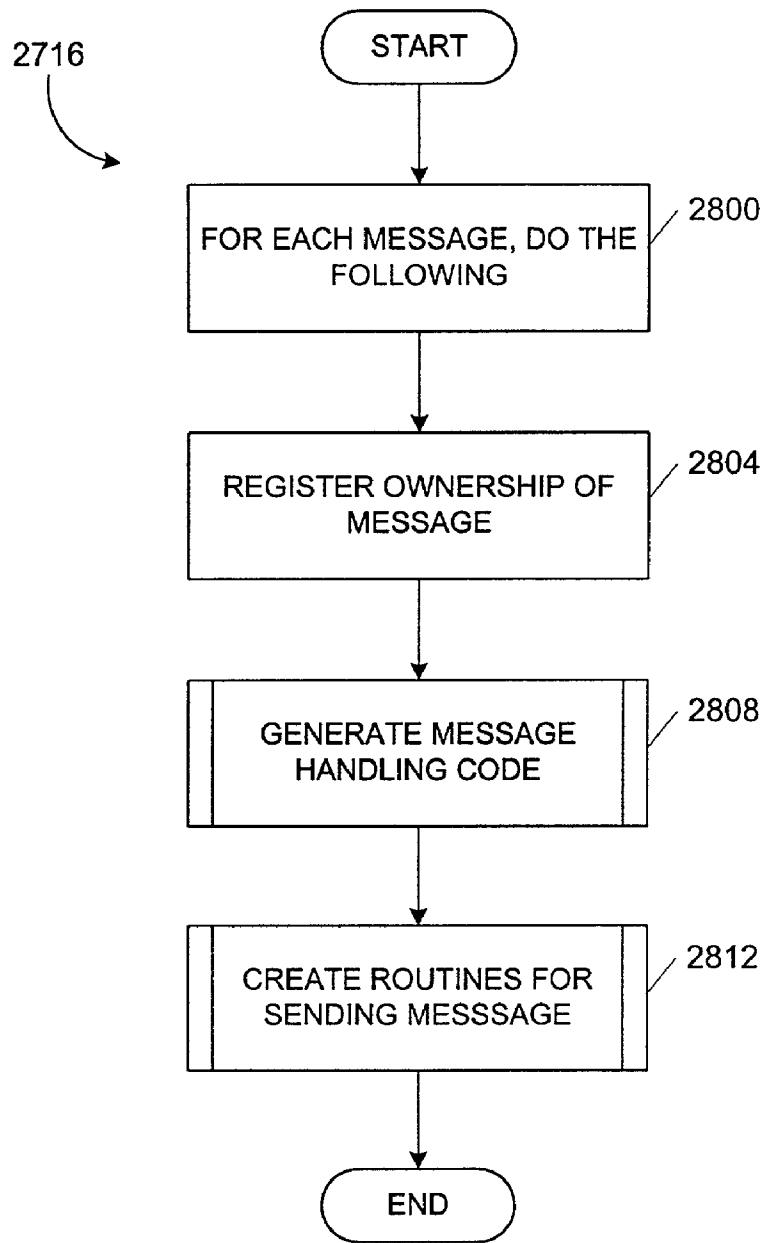 START
2716
FOR EACH MESSAGE, DO THE
FOLLOWING
2800
REGISTER OWNERSHIP OF
MESSAGE
2804
GENERATE MESSAGE
HANDLING CODE
2808
CREATE ROUTINES FOR
SENDING MESSSAGE
2812
END